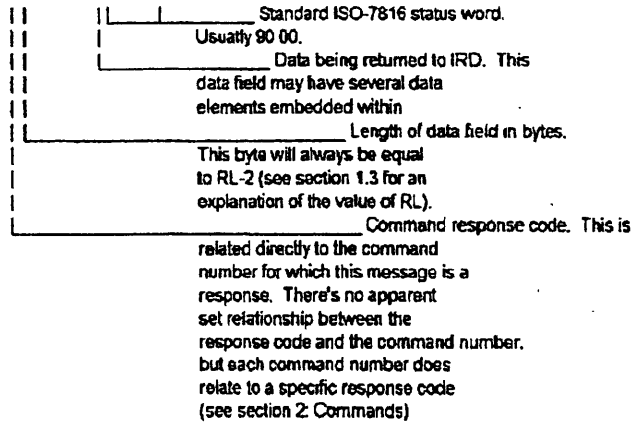 Standard ISO-7816 status word.
Usually 90 00.
Data being returned to IRD. This
data field may have several data
elements embedded within
Length of data field in bytes.
This byte will always be equal
to RL-2 (see section 1.3 for an
explanation of the value of RL).
Command response code. This is
related directly to the command
number for which this message is a
response. There's no apparent
set relationship between the
response code and the command number.
but each command number does
relate to a specific response code
(see section 2: Commands)